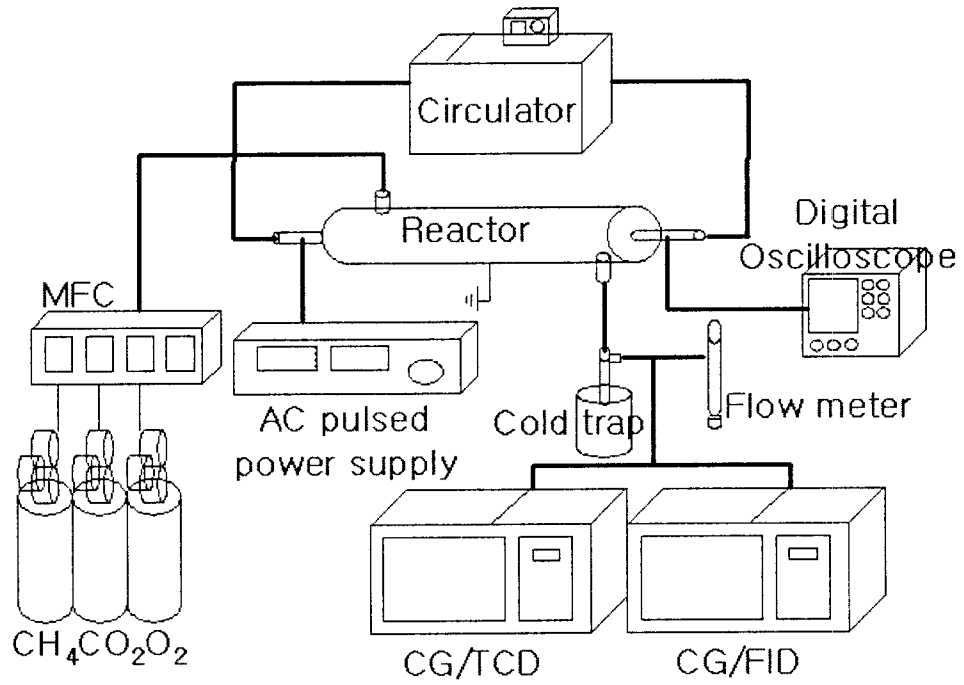 Circulator
Reactor
Digital
Oscilloscope
MFC
AC pulsed
power supply
Cold trap
Flow meter
CH₄CO₂O₂
CG/TCD
CG/FID